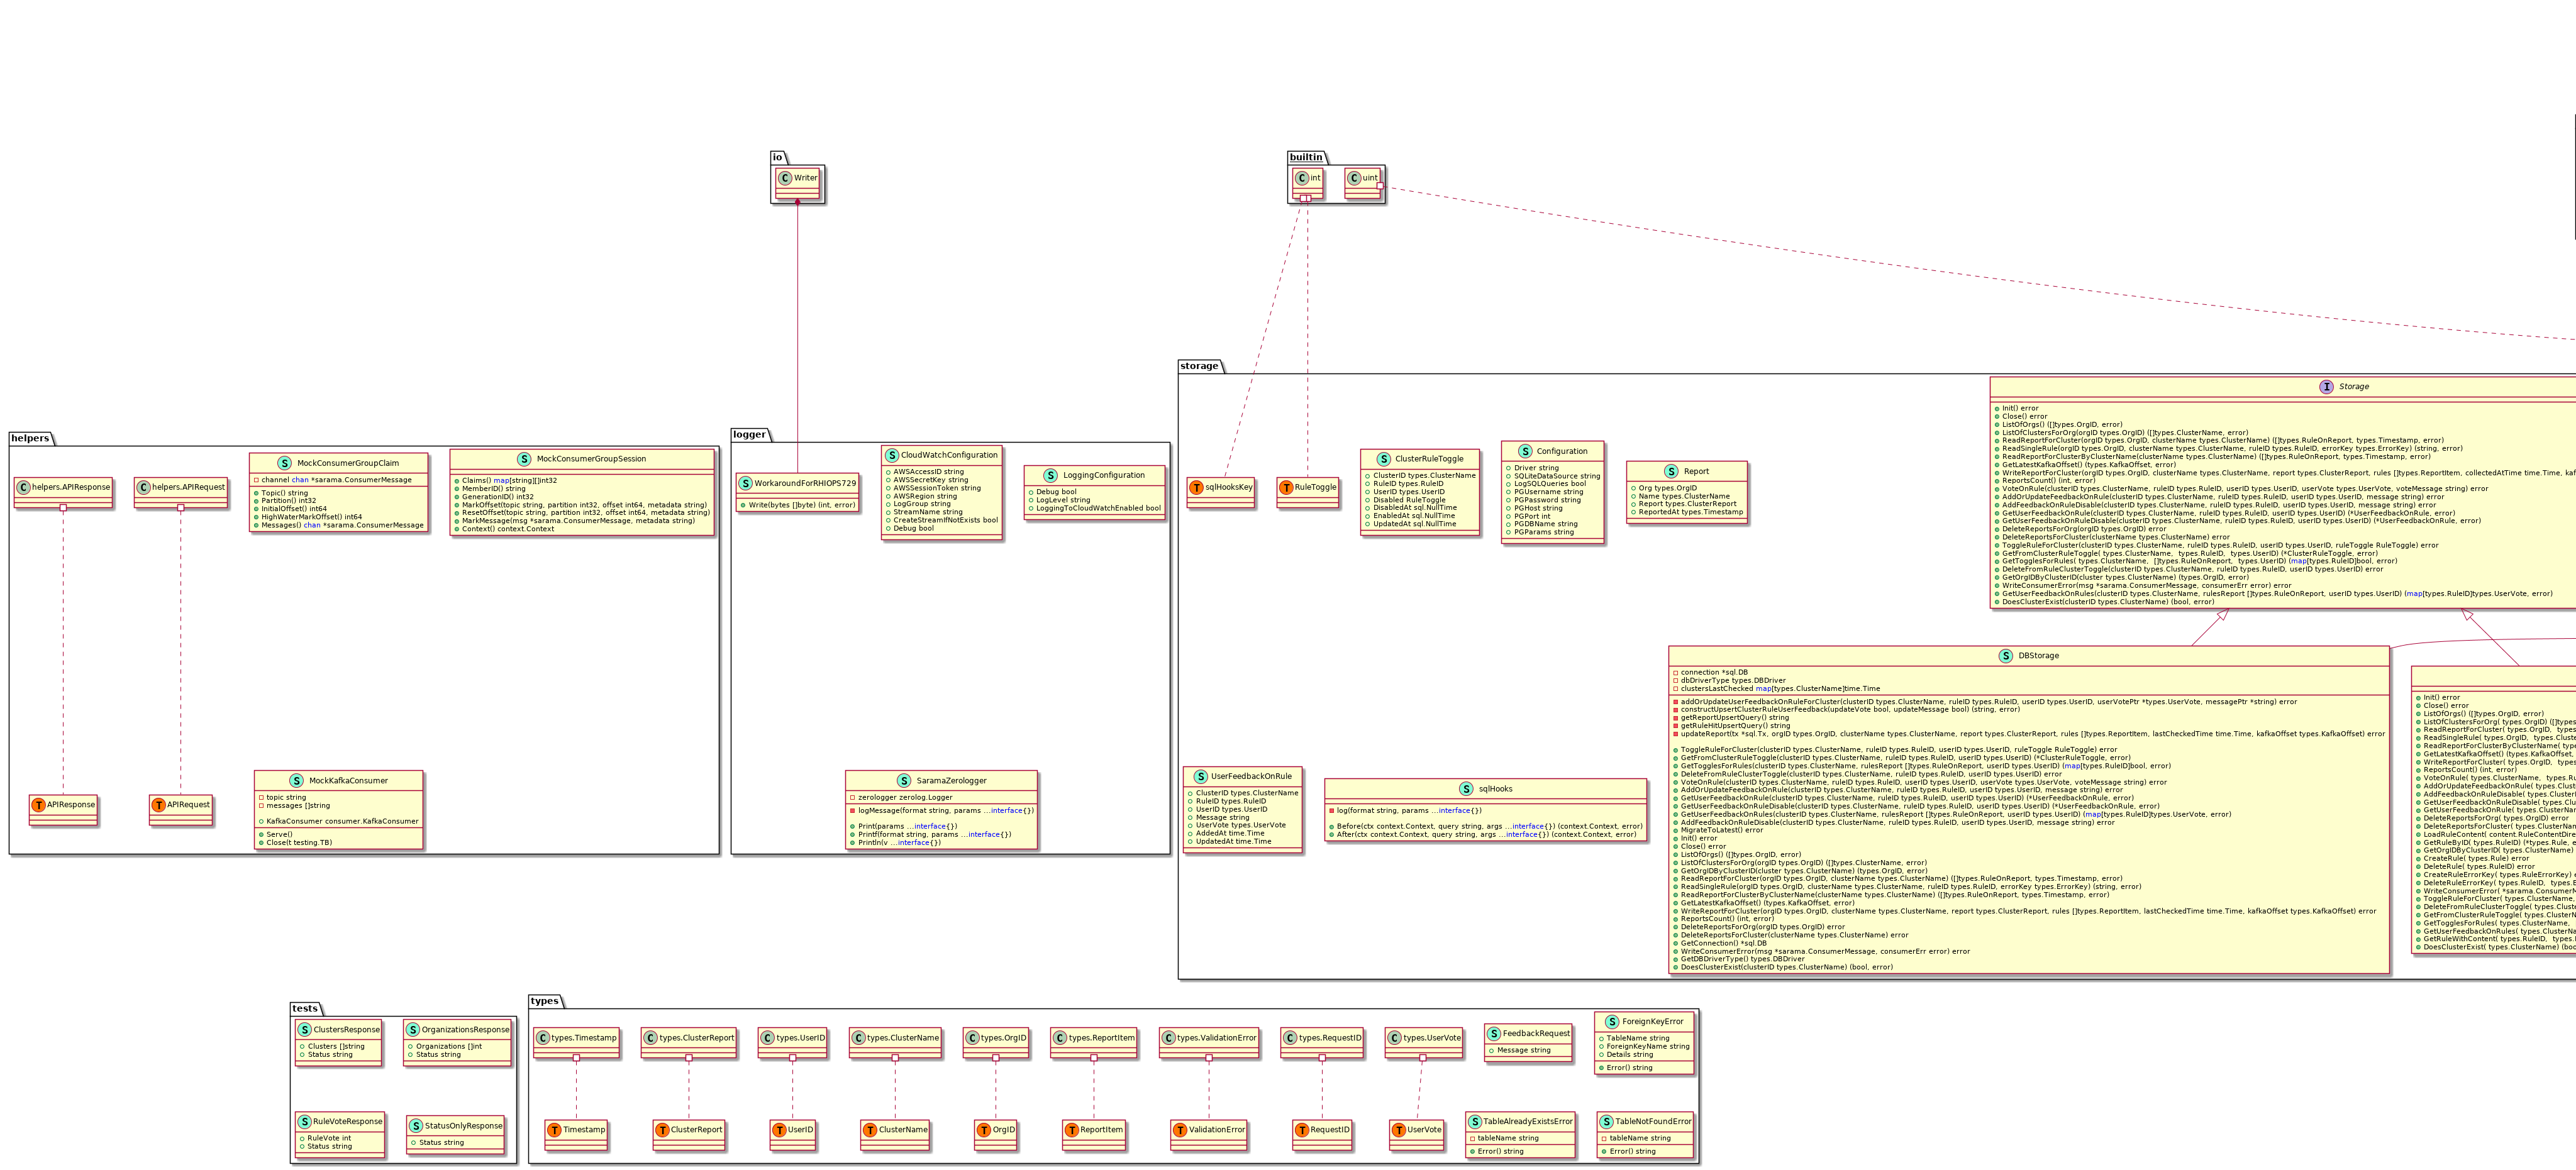 io
Writer
builtin
int
uint
helpers
helpers.APIResponse
helpers.APIRequest
MockConsumerGroupClaim
channel chan *sarama.ConsumerMessage
Topic() string
Partition() int32
InitialOffset() int64
HighWaterMarkOffset() int64
Messages() chan *sarama.ConsumerMessage
MockConsumerGroupSession
Claims() map[string][]int32
MemberID() string
GenerationID() int32
MarkOffset(topic string, partition int32, offset int64, metadata string)
ResetOffset(topic string, partition int32, offset int64, metadata string)
MarkMessage(msg *sarama.ConsumerMessage, metadata string)
Context() context.Context
APIResponse
APIRequest
MockKafkaConsumer
topic string
messages []string
KafkaConsumer consumer.KafkaConsumer
Serve()
Close(t testing.TB)
logger
WorkaroundForRHIOPS729
Write(bytes []byte) (int, error)
CloudWatchConfiguration
AWSAccessID string
AWSSecretKey string
AWSSessionToken string
AWSRegion string
LogGroup string
StreamName string
CreateStreamIfNotExists bool
Debug bool
LoggingConfiguration
Debug bool
LogLevel string
LoggingToCloudWatchEnabled bool
SaramaZerologger
zerologger zerolog.Logger
logMessage(format string, params ...interface{})
Print(params ...interface{})
Printf(format string, params ...interface{})
Println(v ...interface{})
storage
sqlHooksKey
RuleToggle
ClusterRuleToggle
ClusterID types.ClusterName
RuleID types.RuleID
UserID types.UserID
Disabled RuleToggle
DisabledAt sql.NullTime
EnabledAt sql.NullTime
UpdatedAt sql.NullTime
Configuration
Driver string
SQLiteDataSource string
LogSQLQueries bool
PGUsername string
PGPassword string
PGHost string
PGPort int
PGDBName string
PGParams string
Report
Org types.OrgID
Name types.ClusterName
Report types.ClusterReport
ReportedAt types.Timestamp
Storage
Init() error
Close() error
ListOfOrgs() ([]types.OrgID, error)
ListOfClustersForOrg(orgID types.OrgID) ([]types.ClusterName, error)
ReadReportForCluster(orgID types.OrgID, clusterName types.ClusterName) ([]types.RuleOnReport, types.Timestamp, error)
ReadSingleRule(orgID types.OrgID, clusterName types.ClusterName, ruleID types.RuleID, errorKey types.ErrorKey) (string, error)
ReadReportForClusterByClusterName(clusterName types.ClusterName) ([]types.RuleOnReport, types.Timestamp, error)
GetLatestKafkaOffset() (types.KafkaOffset, error)
WriteReportForCluster(orgID types.OrgID, clusterName types.ClusterName, report types.ClusterReport, rules []types.ReportItem, collectedAtTime time.Time, kaf
ReportsCount() (int, error)
VoteOnRule(clusterID types.ClusterName, ruleID types.RuleID, userID types.UserID, userVote types.UserVote, voteMessage string) error
AddOrUpdateFeedbackOnRule(clusterID types.ClusterName, ruleID types.RuleID, userID types.UserID, message string) error
AddFeedbackOnRuleDisable(clusterID types.ClusterName, ruleID types.RuleID, userID types.UserID, message string) error
GetUserFeedbackOnRule(clusterID types.ClusterName, ruleID types.RuleID, userID types.UserID) (*UserFeedbackOnRule, error)
GetUserFeedbackOnRuleDisable(clusterID types.ClusterName, ruleID types.RuleID, userID types.UserID) (*UserFeedbackOnRule, error)
DeleteReportsForOrg(orgID types.OrgID) error
DeleteReportsForCluster(clusterName types.ClusterName) error
ToggleRuleForCluster(clusterID types.ClusterName, ruleID types.RuleID, userID types.UserID, ruleToggle RuleToggle) error
GetFromClusterRuleToggle( types.ClusterName,  types.RuleID,  types.UserID) (*ClusterRuleToggle, error)
GetTogglesForRules( types.ClusterName,  []types.RuleOnReport,  types.UserID) (map[types.RuleID]bool, error)
DeleteFromRuleClusterToggle(clusterID types.ClusterName, ruleID types.RuleID, userID types.UserID) error
GetOrgIDByClusterID(cluster types.ClusterName) (types.OrgID, error)
WriteConsumerError(msg *sarama.ConsumerMessage, consumerErr error) error
GetUserFeedbackOnRules(clusterID types.ClusterName, rulesReport []types.RuleOnReport, userID types.UserID) (map[types.RuleID]types.UserVote, error)
DoesClusterExist(clusterID types.ClusterName) (bool, error)
UserFeedbackOnRule
ClusterID types.ClusterName
RuleID types.RuleID
UserID types.UserID
Message string
UserVote types.UserVote
AddedAt time.Time
UpdatedAt time.Time
sqlHooks
log(format string, params ...interface{})
Before(ctx context.Context, query string, args ...interface{}) (context.Context, error)
After(ctx context.Context, query string, args ...interface{}) (context.Context, error)
DBStorage
connection *sql.DB
dbDriverType types.DBDriver
clustersLastChecked map[types.ClusterName]time.Time
addOrUpdateUserFeedbackOnRuleForCluster(clusterID types.ClusterName, ruleID types.RuleID, userID types.UserID, userVotePtr *types.UserVote, messagePtr *string) error
constructUpsertClusterRuleUserFeedback(updateVote bool, updateMessage bool) (string, error)
getReportUpsertQuery() string
getRuleHitUpsertQuery() string
updateReport(tx *sql.Tx, orgID types.OrgID, clusterName types.ClusterName, report types.ClusterReport, rules []types.ReportItem, lastCheckedTime time.Time, kafkaOffset types.KafkaOffset) error
ToggleRuleForCluster(clusterID types.ClusterName, ruleID types.RuleID, userID types.UserID, ruleToggle RuleToggle) error
GetFromClusterRuleToggle(clusterID types.ClusterName, ruleID types.RuleID, userID types.UserID) (*ClusterRuleToggle, error)
GetTogglesForRules(clusterID types.ClusterName, rulesReport []types.RuleOnReport, userID types.UserID) (map[types.RuleID]bool, error)
DeleteFromRuleClusterToggle(clusterID types.ClusterName, ruleID types.RuleID, userID types.UserID) error
VoteOnRule(clusterID types.ClusterName, ruleID types.RuleID, userID types.UserID, userVote types.UserVote, voteMessage string) error
AddOrUpdateFeedbackOnRule(clusterID types.ClusterName, ruleID types.RuleID, userID types.UserID, message string) error
GetUserFeedbackOnRule(clusterID types.ClusterName, ruleID types.RuleID, userID types.UserID) (*UserFeedbackOnRule, error)
GetUserFeedbackOnRuleDisable(clusterID types.ClusterName, ruleID types.RuleID, userID types.UserID) (*UserFeedbackOnRule, error)
GetUserFeedbackOnRules(clusterID types.ClusterName, rulesReport []types.RuleOnReport, userID types.UserID) (map[types.RuleID]types.UserVote, error)
AddFeedbackOnRuleDisable(clusterID types.ClusterName, ruleID types.RuleID, userID types.UserID, message string) error
MigrateToLatest() error
Init() error
Close() error
ListOfOrgs() ([]types.OrgID, error)
ListOfClustersForOrg(orgID types.OrgID) ([]types.ClusterName, error)
GetOrgIDByClusterID(cluster types.ClusterName) (types.OrgID, error)
ReadReportForCluster(orgID types.OrgID, clusterName types.ClusterName) ([]types.RuleOnReport, types.Timestamp, error)
ReadSingleRule(orgID types.OrgID, clusterName types.ClusterName, ruleID types.RuleID, errorKey types.ErrorKey) (string, error)
ReadReportForClusterByClusterName(clusterName types.ClusterName) ([]types.RuleOnReport, types.Timestamp, error)
GetLatestKafkaOffset() (types.KafkaOffset, error)
WriteReportForCluster(orgID types.OrgID, clusterName types.ClusterName, report types.ClusterReport, rules []types.ReportItem, lastCheckedTime time.Time, kafkaOffset types.KafkaOffset) error
ReportsCount() (int, error)
DeleteReportsForOrg(orgID types.OrgID) error
DeleteReportsForCluster(clusterName types.ClusterName) error
GetConnection() *sql.DB
WriteConsumerError(msg *sarama.ConsumerMessage, consumerErr error) error
GetDBDriverType() types.DBDriver
DoesClusterExist(clusterID types.ClusterName) (bool, error)
Init() error
Close() error
ListOfOrgs() ([]types.OrgID, error)
ListOfClustersForOrg( types.OrgID) ([]types
ReadReportForCluster( types.OrgID,  types
ReadSingleRule( types.OrgID,  types.Cluste
ReadReportForClusterByClusterName( type
GetLatestKafkaOffset() (types.KafkaOffset,
WriteReportForCluster( types.OrgID,  types
ReportsCount() (int, error)
VoteOnRule( types.ClusterName,  types.Ru
AddOrUpdateFeedbackOnRule( types.Clust
AddFeedbackOnRuleDisable( types.Cluster
GetUserFeedbackOnRuleDisable( types.Clu
GetUserFeedbackOnRule( types.ClusterNam
DeleteReportsForOrg( types.OrgID) error
DeleteReportsForCluster( types.ClusterNam
LoadRuleContent( content.RuleContentDire
GetRuleByID( types.RuleID) (*types.Rule, e
GetOrgIDByClusterID( types.ClusterName)
CreateRule( types.Rule) error
DeleteRule( types.RuleID) error
CreateRuleErrorKey( types.RuleErrorKey) e
DeleteRuleErrorKey( types.RuleID,  types.E
WriteConsumerError( *sarama.ConsumerM
ToggleRuleForCluster( types.ClusterName,
DeleteFromRuleClusterToggle( types.Clust
GetFromClusterRuleToggle( types.ClusterN
GetTogglesForRules( types.ClusterName,
GetUserFeedbackOnRules( types.ClusterNa
GetRuleWithContent( types.RuleID,  types
DoesClusterExist( types.ClusterName) (boo
tests
ClustersResponse
Clusters []string
Status string
OrganizationsResponse
Organizations []int
Status string
RuleVoteResponse
RuleVote int
Status string
StatusOnlyResponse
Status string
types
types.Timestamp
types.ClusterReport
types.UserID
types.ClusterName
types.OrgID
types.ReportItem
types.ValidationError
types.RequestID
types.UserVote
FeedbackRequest
Message string
ForeignKeyError
TableName string
ForeignKeyName string
Details string
Error() string
Timestamp
ClusterReport
UserID
ClusterName
OrgID
ReportItem
ValidationError
RequestID
UserVote
TableAlreadyExistsError
tableName string
Error() string
TableNotFoundError
tableName string
Error() string